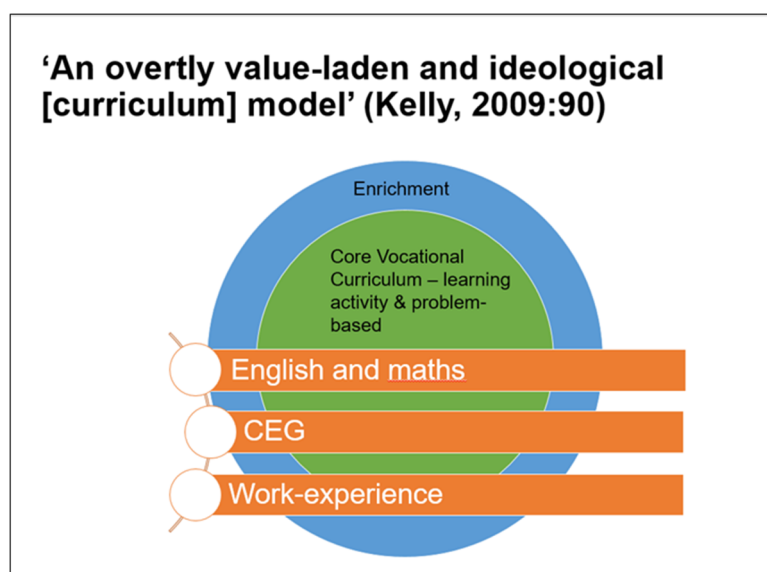 ‘An overtly value-laden and ideological
[curriculum] model’ (Kelly, 2009:90)
Enrichment
Core Vocational
Curriculum – learning
activity & problem-
based
English and maths
CEG
Work-experience